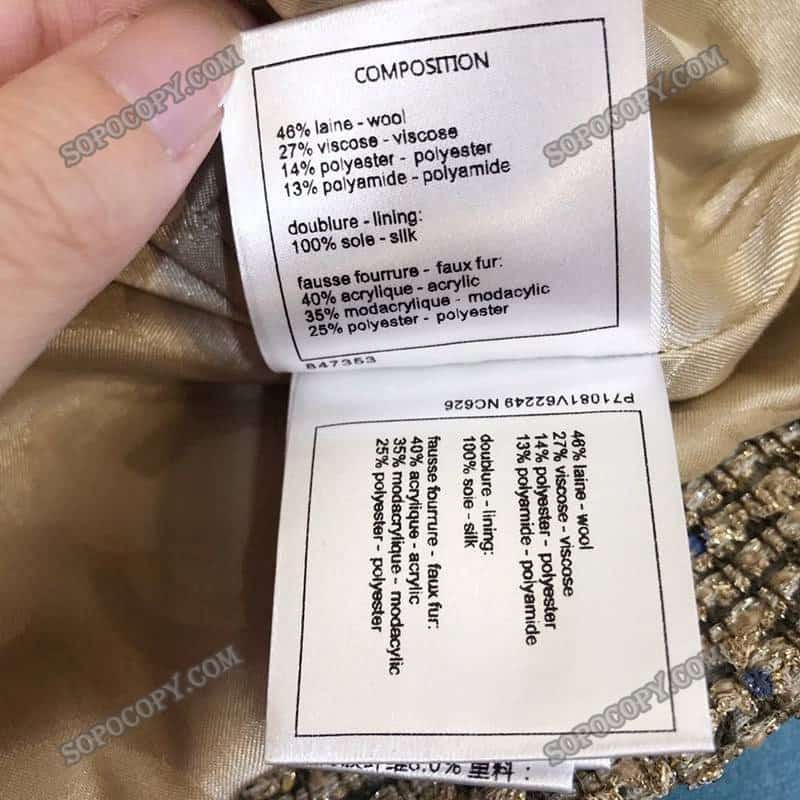 COMPOSITION
46% laine - wool
27% viscose - viscose
14% polyester - polyester
13% polyamide - polyamide
doublure - lining:
100% soie - silk
fausse fourrure - faux fur:
40% acrylique - acrylic
35% modacrylique - modacylic
25% polyester - polyester
847353
P71081V62249 NC626
46% laine - wool
27% viscose - viscose
14% polyester - polyester
13% polyamide - polyamide
doublure - lining:
100% soie - silk
fausse fourrure - faux fur:
40% acrylique - acrylic
35% modacrylique - modacylic
25% polyester - polyester
里料：
SOPOCOPY.COM
SOPOCOPY.COM
SOPOCOPY.COM
SOPOCOPY.COM